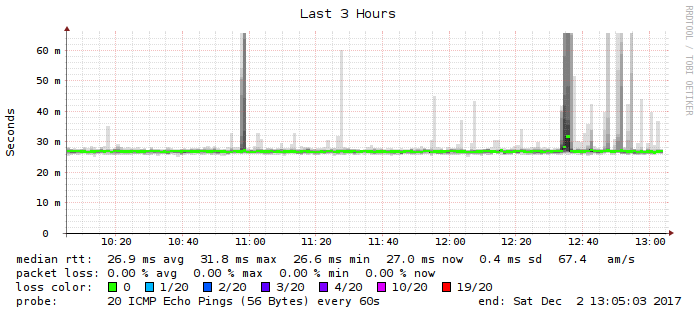 Last 3 Hours
RRDTOOL / TOBI OETIKER
Seconds
60 m
50 m
40 m
30 m
20 m
10 m
0
10:20 10:40 11:00 11:20 11:40 12:00 12:20 12:40 13:00
median rtt: 26.9 ms avg 31.8 ms max 26.6 ms min 27.0 ms now 0.4 ms sd 67.4 am/s
packet loss: 0.00 % avg 0.00 % max 0.00 % min 0.00 % now
loss color: 0 1/20 2/20 3/20 4/20 10/20 19/20
probe: 20 ICMP Echo Pings (56 Bytes) every 60s end: Sat Dec 2 13:05:03 2017